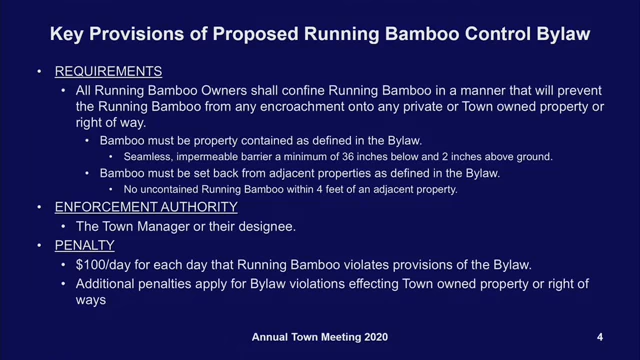 Key Provisions of Proposed Running Bamboo Control Bylaw
• REQUIREMENTS
• All Running Bamboo Owners shall confine Running Bamboo in a manner that will prevent
the Running Bamboo from any encroachment onto any private or Town owned property or
right of way.
• Bamboo must be property contained as defined in the Bylaw.
• Seamless, impermeable barrier a minimum of 36 inches below and 2 inches above ground.
• Bamboo must be set back from adjacent properties as defined in the Bylaw.
• No uncontained Running Bamboo within 4 feet of an adjacent property.
• ENFORCEMENT AUTHORITY
• The Town Manager or their designee.
• PENALTY
• $100/day for each day that Running Bamboo violates provisions of the Bylaw.
• Additional penalties apply for Bylaw violations effecting Town owned property or right of
ways
Annual Town Meeting 2020
4